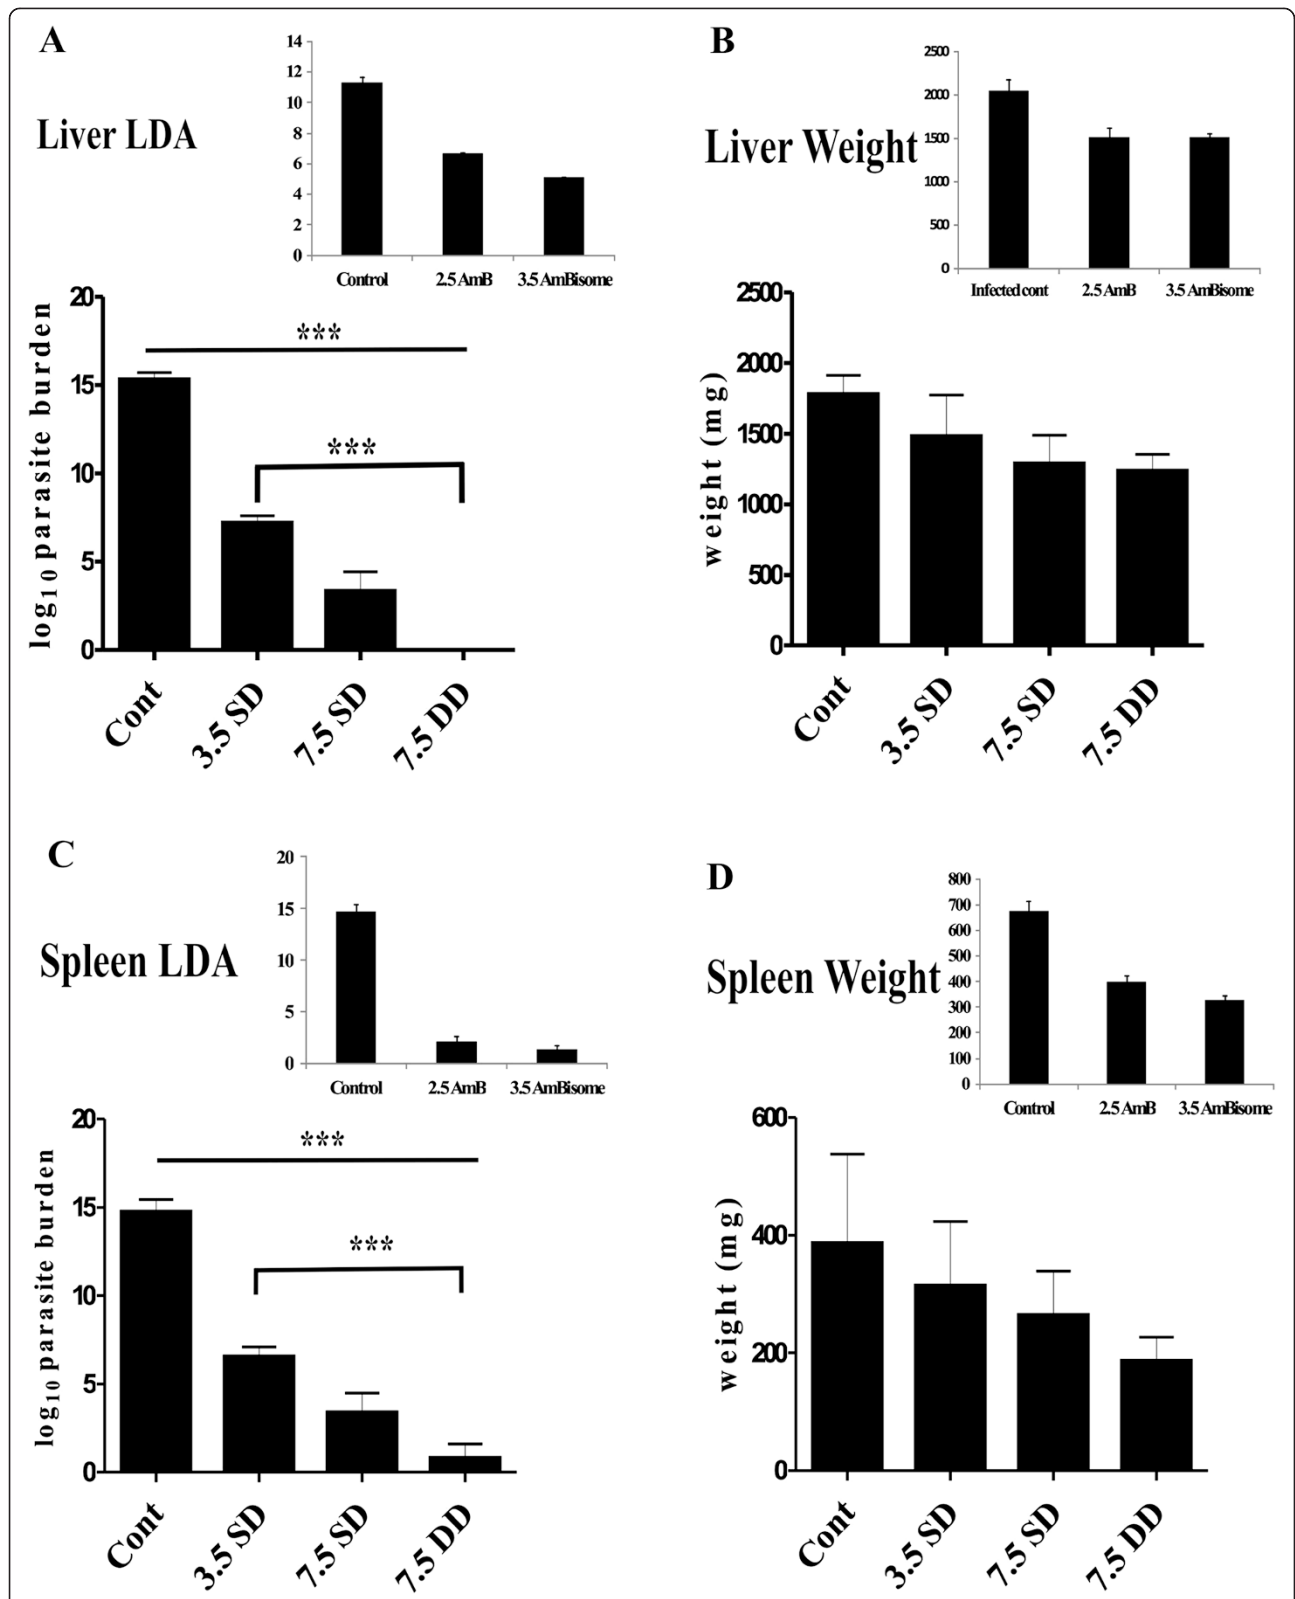 A
Liver LDA
14
12
10
8
6
4
2
0
Control 2.5 AmB 3.5 AmBisome
log10 parasite burden
20
15
10
5
0
***
***
Cont 3.5 SD 7.5 SD 7.5 DD
B
Liver Weight
2500
2000
1500
1000
500
0
Infected cont 2.5 AmB 3.5 AmBisome
weight (mg)
2500
2000
1500
1000
500
0
Cont 3.5 SD 7.5 SD 7.5 DD
C
Spleen LDA
20
15
10
5
0
Control 2.5 AmB 3.5 AmBisome
log10 parasite burden
20
15
10
5
0
***
***
Cont 3.5 SD 7.5 SD 7.5 DD
D
Spleen Weight
800
700
600
500
400
300
200
100
0
Control 2.5 AmB 3.5 AmBisome
weight (mg)
600
400
200
0
Cont 3.5 SD 7.5 SD 7.5 DD